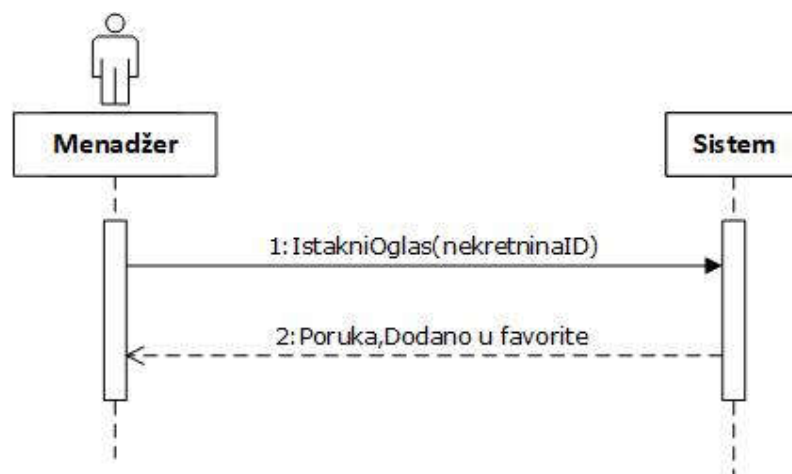 Menadžer
Sistem
1:IstakniOglas(nekretninaID)
2:Poruka,Dodano u favorite